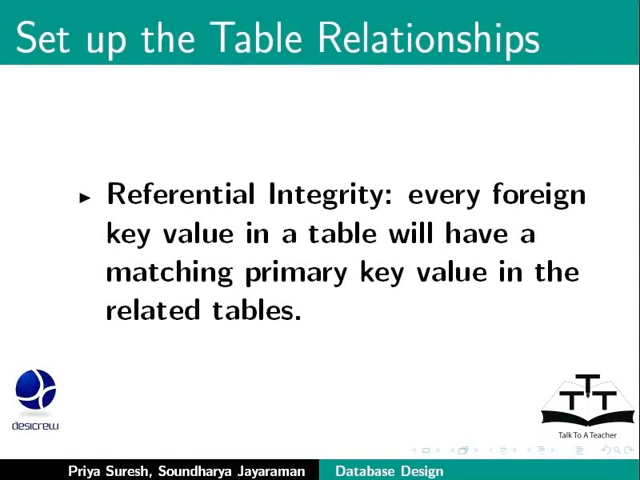 Set up the Table Relationships
Referential Integrity: every foreign
key value in a table will have a
matching primary key value in the
related tables.
desicrew
TTT
Talk To A Teacher
Priya Suresh, Soundharya Jayaraman
Database Design